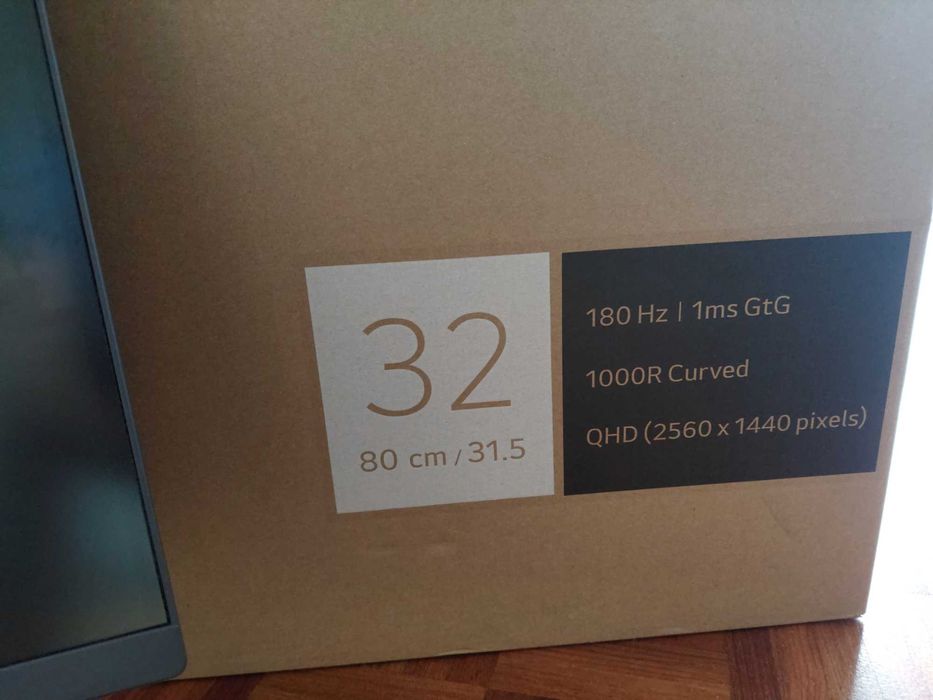 32
80 cm / 31.5
180 Hz | 1ms GtG
1000R Curved
QHD (2560 x 1440 pixels)